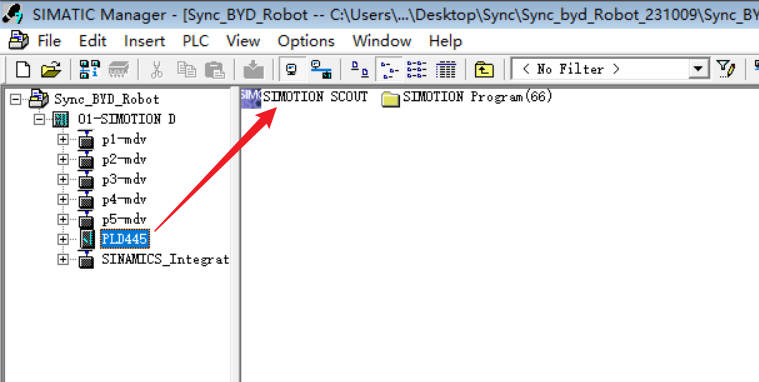 SIMATIC Manager - [Sync_BYD_Robot -- C:\Users\...\Desktop\Sync\Sync_byd_Robot_231009\Sync_BY
File Edit Insert PLC View Options Window Help
< No Filter >
Sync_BYD_Robot
01-SIMOTION D
p1-mdv
p2-mdv
p3-mdv
p4-mdv
p5-mdv
PLD445
SINAMICS_Integrat
SIMOTION SCOUT SIMOTION Program(66)